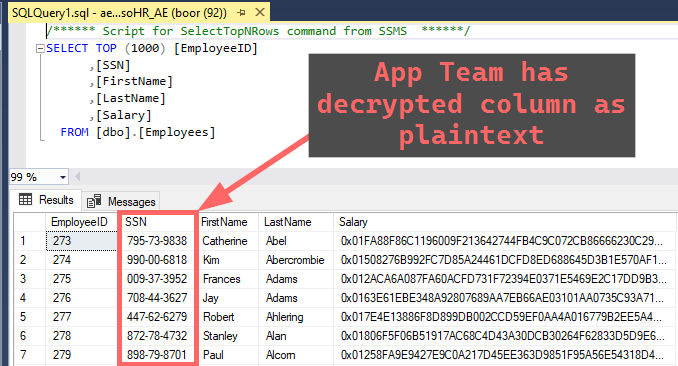 SQLQuery1.sql - ae...soHR_AE (boor (92))
/****** Script for SelectTopNRows command from SSMS  ******/
SELECT TOP (1000) [EmployeeID]
,[SSN]
,[FirstName]
,[LastName]
,[Salary]
FROM [dbo].[Employees]
App Team has
decrypted column as
plaintext
99 %
Results Messages
EmployeeID SSN FirstName LastName Salary
1 273 795-73-9838 Catherine Abel 0x01FA88F86C1196009F213642744FB4C9C072CB86666230C29...
2 274 990-00-6818 Kim Abercrombie 0x01508276B992FC7D85A24461DCFD8ED688645D3B1E570AF1...
3 275 009-37-3952 Frances Adams 0x012ACA6A087FA60ACFD731F72394E0371E5469E2C17DD9B3...
4 276 708-44-3627 Jay Adams 0x0163E61EBE348A92807689AA7EB66AE03101AA0735C93A71...
5 277 447-62-6279 Robert Ahlering 0x017E4E13886F8D899DB002CCD59EF0AA4A016779B2EE5A4...
6 278 872-78-4732 Stanley Alan 0x01806F5F06B51917AC68C4D43A30DCB30264F62833D5D9E6...
7 279 898-79-8701 Paul Alcorn 0x01258FA9E9427E9C0A217D45EE363D9851F95A56E54318D4...